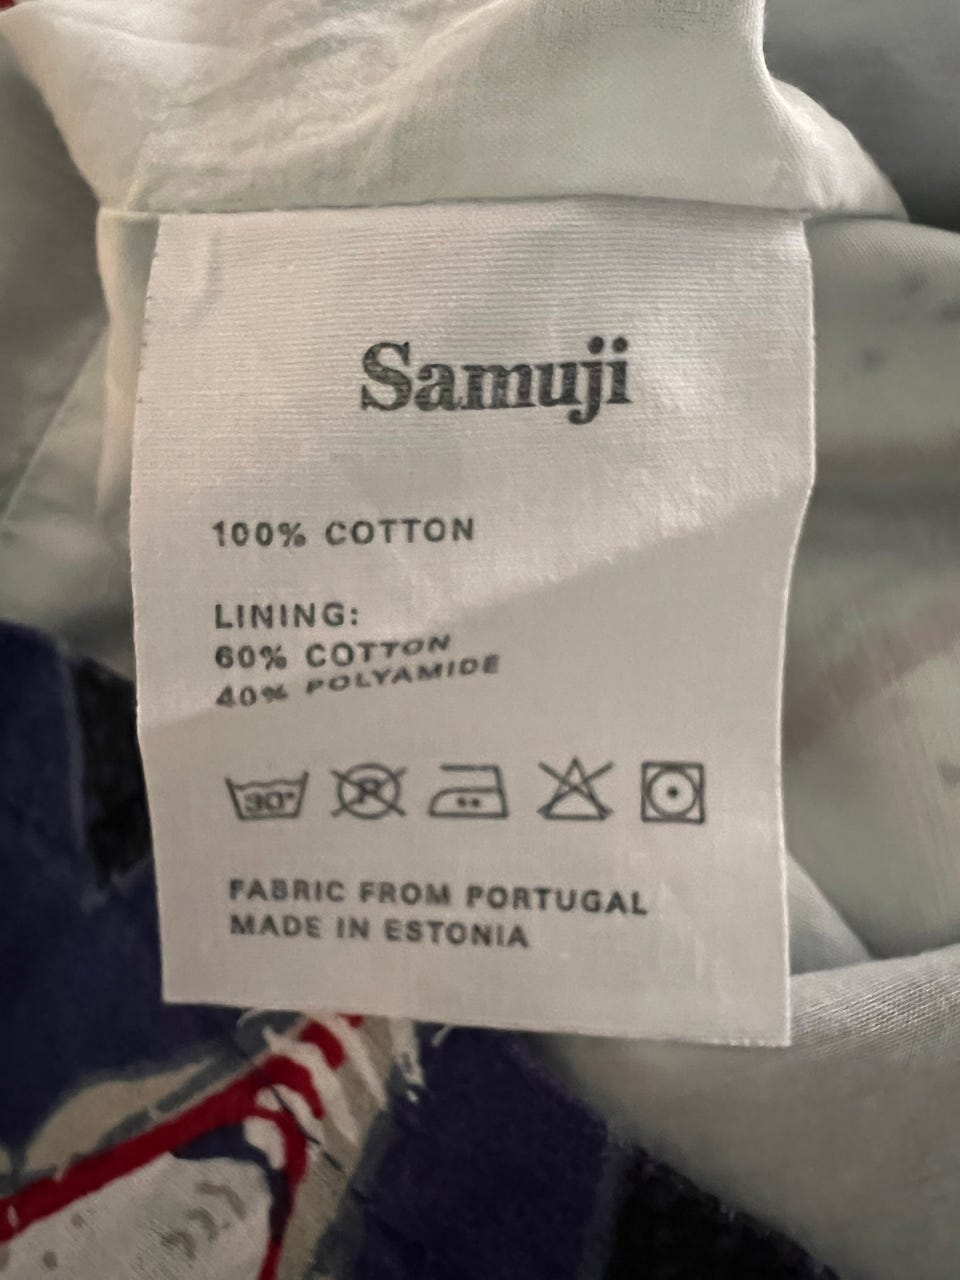 Samuji
100% COTTON
LINING:
60% COTTON
40% POLYAMIDE
30°
R
FABRIC FROM PORTUGAL
MADE IN ESTONIA